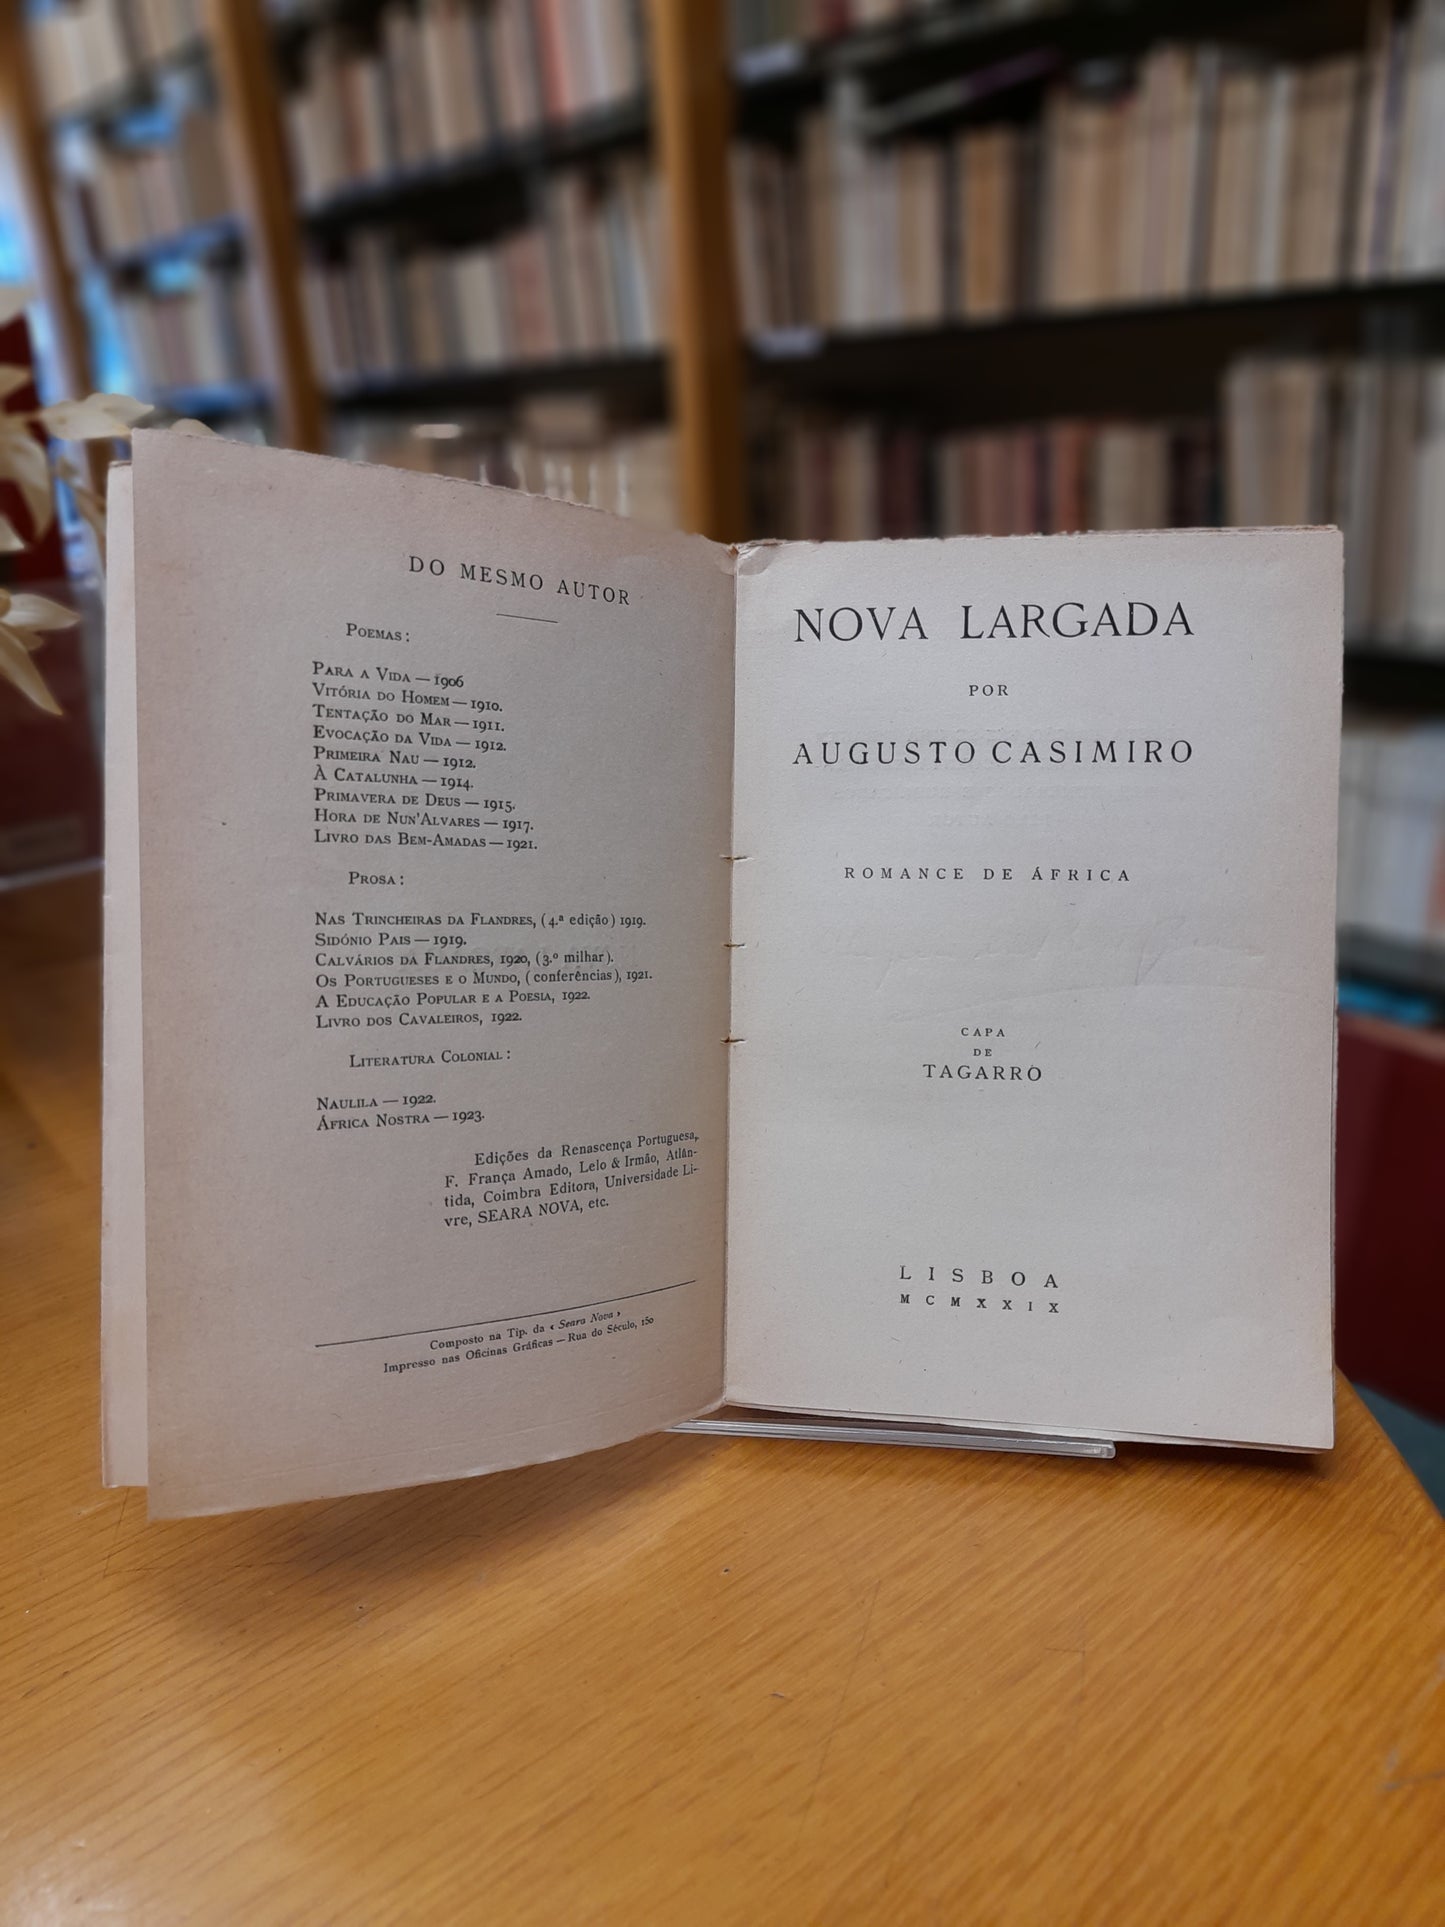 DO MESMO AUTOR
POEMAS:
PARA A VIDA — 1906
VITÓRIA DO HOMEM — 1910.
TENTAÇÃO DO MAR — 1911.
EVOCAÇÃO DA VIDA — 1912.
PRIMEIRA NAU — 1912.
À CATALUNHA — 1914.
PRIMAVERA DE DEUS — 1915.
HORA DE NUN'ALVARES — 1917.
LIVRO DAS BEM-AMADAS — 1921.
PROSA:
NAS TRINCHEIRAS DA FLANDRES, (4.ª edição) 1919.
SIDÓNIO PAIS — 1919.
CALVÁRIOS DA FLANDRES, 1920, (3.º milhar).
OS PORTUGUESES E O MUNDO, (conferências), 1921.
A EDUCAÇÃO POPULAR E A POESIA, 1922.
LIVRO DOS CAVALEIROS, 1922.
LITERATURA COLONIAL:
NAULILA — 1922.
ÁFRICA NOSTRA — 1923.
Edições da Renascença Portuguesa,
F. França Amado, Lelo & Irmão, Atlân-
tida, Coimbra Editora, Universidade Li-
vre, SEARA NOVA, etc.
Composto na Tip. da «Seara Nova»
Impresso nas Oficinas Gráficas — Rua do Século, 150
NOVA LARGADA
POR
AUGUSTO CASIMIRO
ROMANCE DE ÁFRICA
CAPA
DE
TAGARRO
LISBOA
MCMXXIX